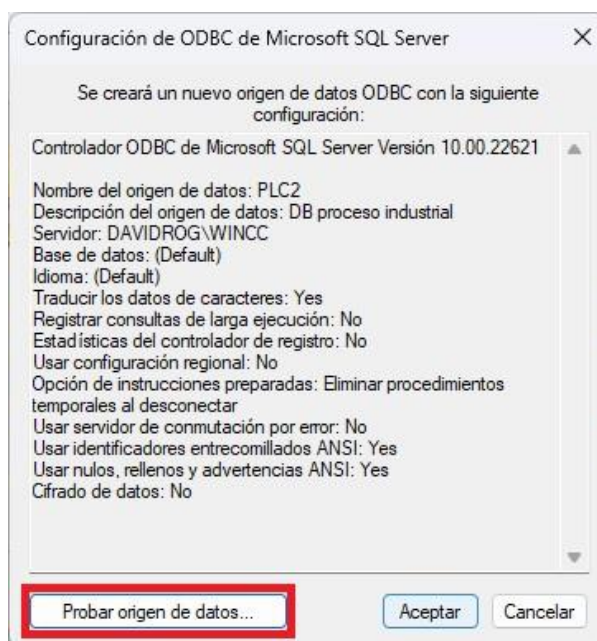 Configuración de ODBC de Microsoft SQL Server
Se creará un nuevo origen de datos ODBC con la siguiente
configuración:
Controlador ODBC de Microsoft SQL Server Versión 10.00.22621
Nombre del origen de datos: PLC2
Descripción del origen de datos: DB proceso industrial
Servidor: DAVIDROG\WINCC
Base de datos: (Default)
Idioma: (Default)
Traducir los datos de caracteres: Yes
Registrar consultas de larga ejecución: No
Estadísticas del controlador de registro: No
Usar configuración regional: No
Opción de instrucciones preparadas: Eliminar procedimientos
temporales al desconectar
Usar servidor de conmutación por error: No
Usar identificadores entrecomillados ANSI: Yes
Usar nulos, rellenos y advertencias ANSI: Yes
Cifrado de datos: No
Probar origen de datos... Aceptar Cancelar